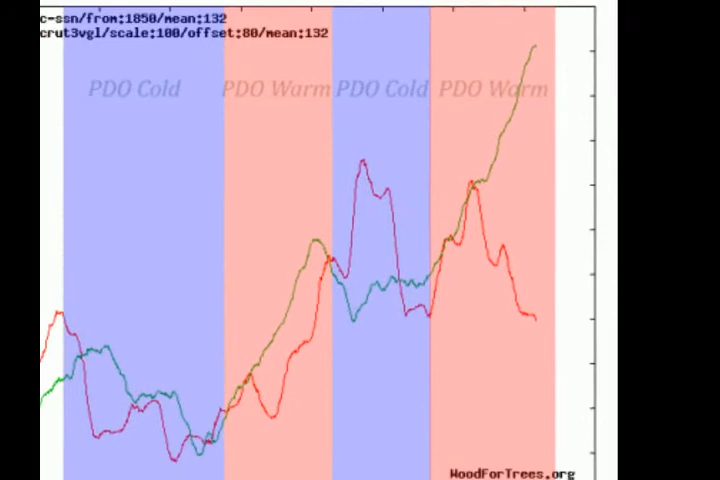 c-ssn/from:1850/mean:132
crut3vgl/scale:100/offset:80/mean:132
PDO Cold PDO Warm PDO Cold PDO Warm
WoodForTrees.org